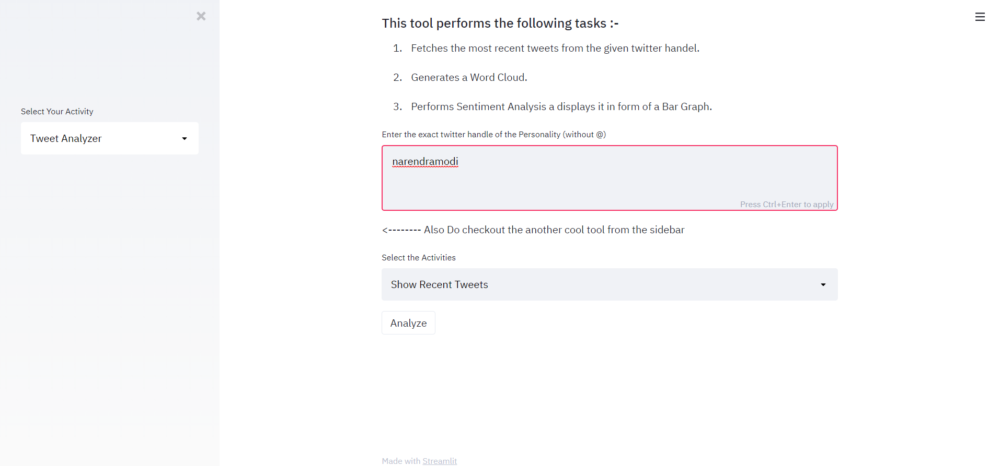 Select Your Activity
Tweet Analyzer
This tool performs the following tasks :-
1. Fetches the most recent tweets from the given twitter handel.
2. Generates a Word Cloud.
3. Performs Sentiment Analysis a displays it in form of a Bar Graph.
Enter the exact twitter handle of the Personality (without @)
narendramodi
Press Ctrl+Enter to apply
<-------- Also Do checkout the another cool tool from the sidebar
Select the Activities
Show Recent Tweets
Analyze
Made with Streamlit